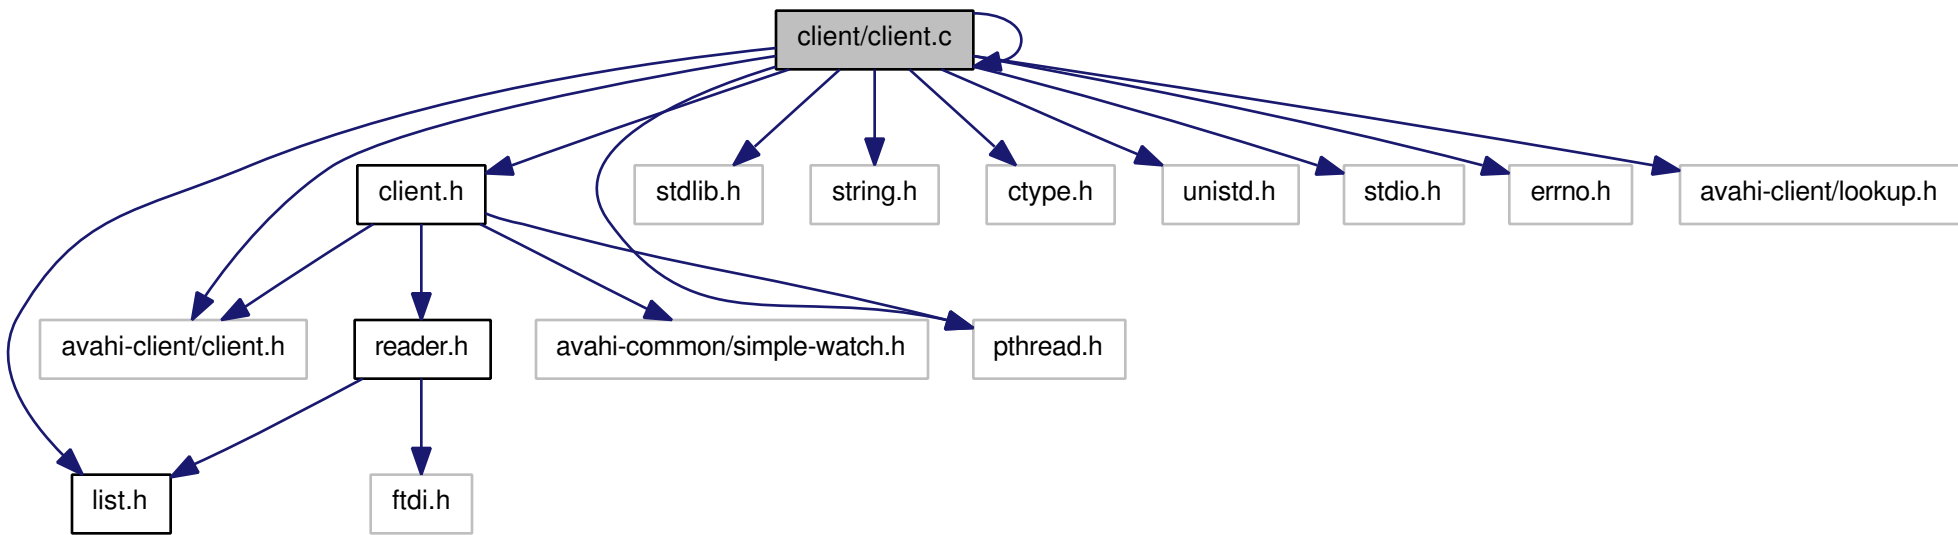 client/client.c
client.h
stdlib.h
string.h
ctype.h
unistd.h
stdio.h
errno.h
avahi-client/lookup.h
avahi-client/client.h
reader.h
avahi-common/simple-watch.h
pthread.h
list.h
ftdi.h